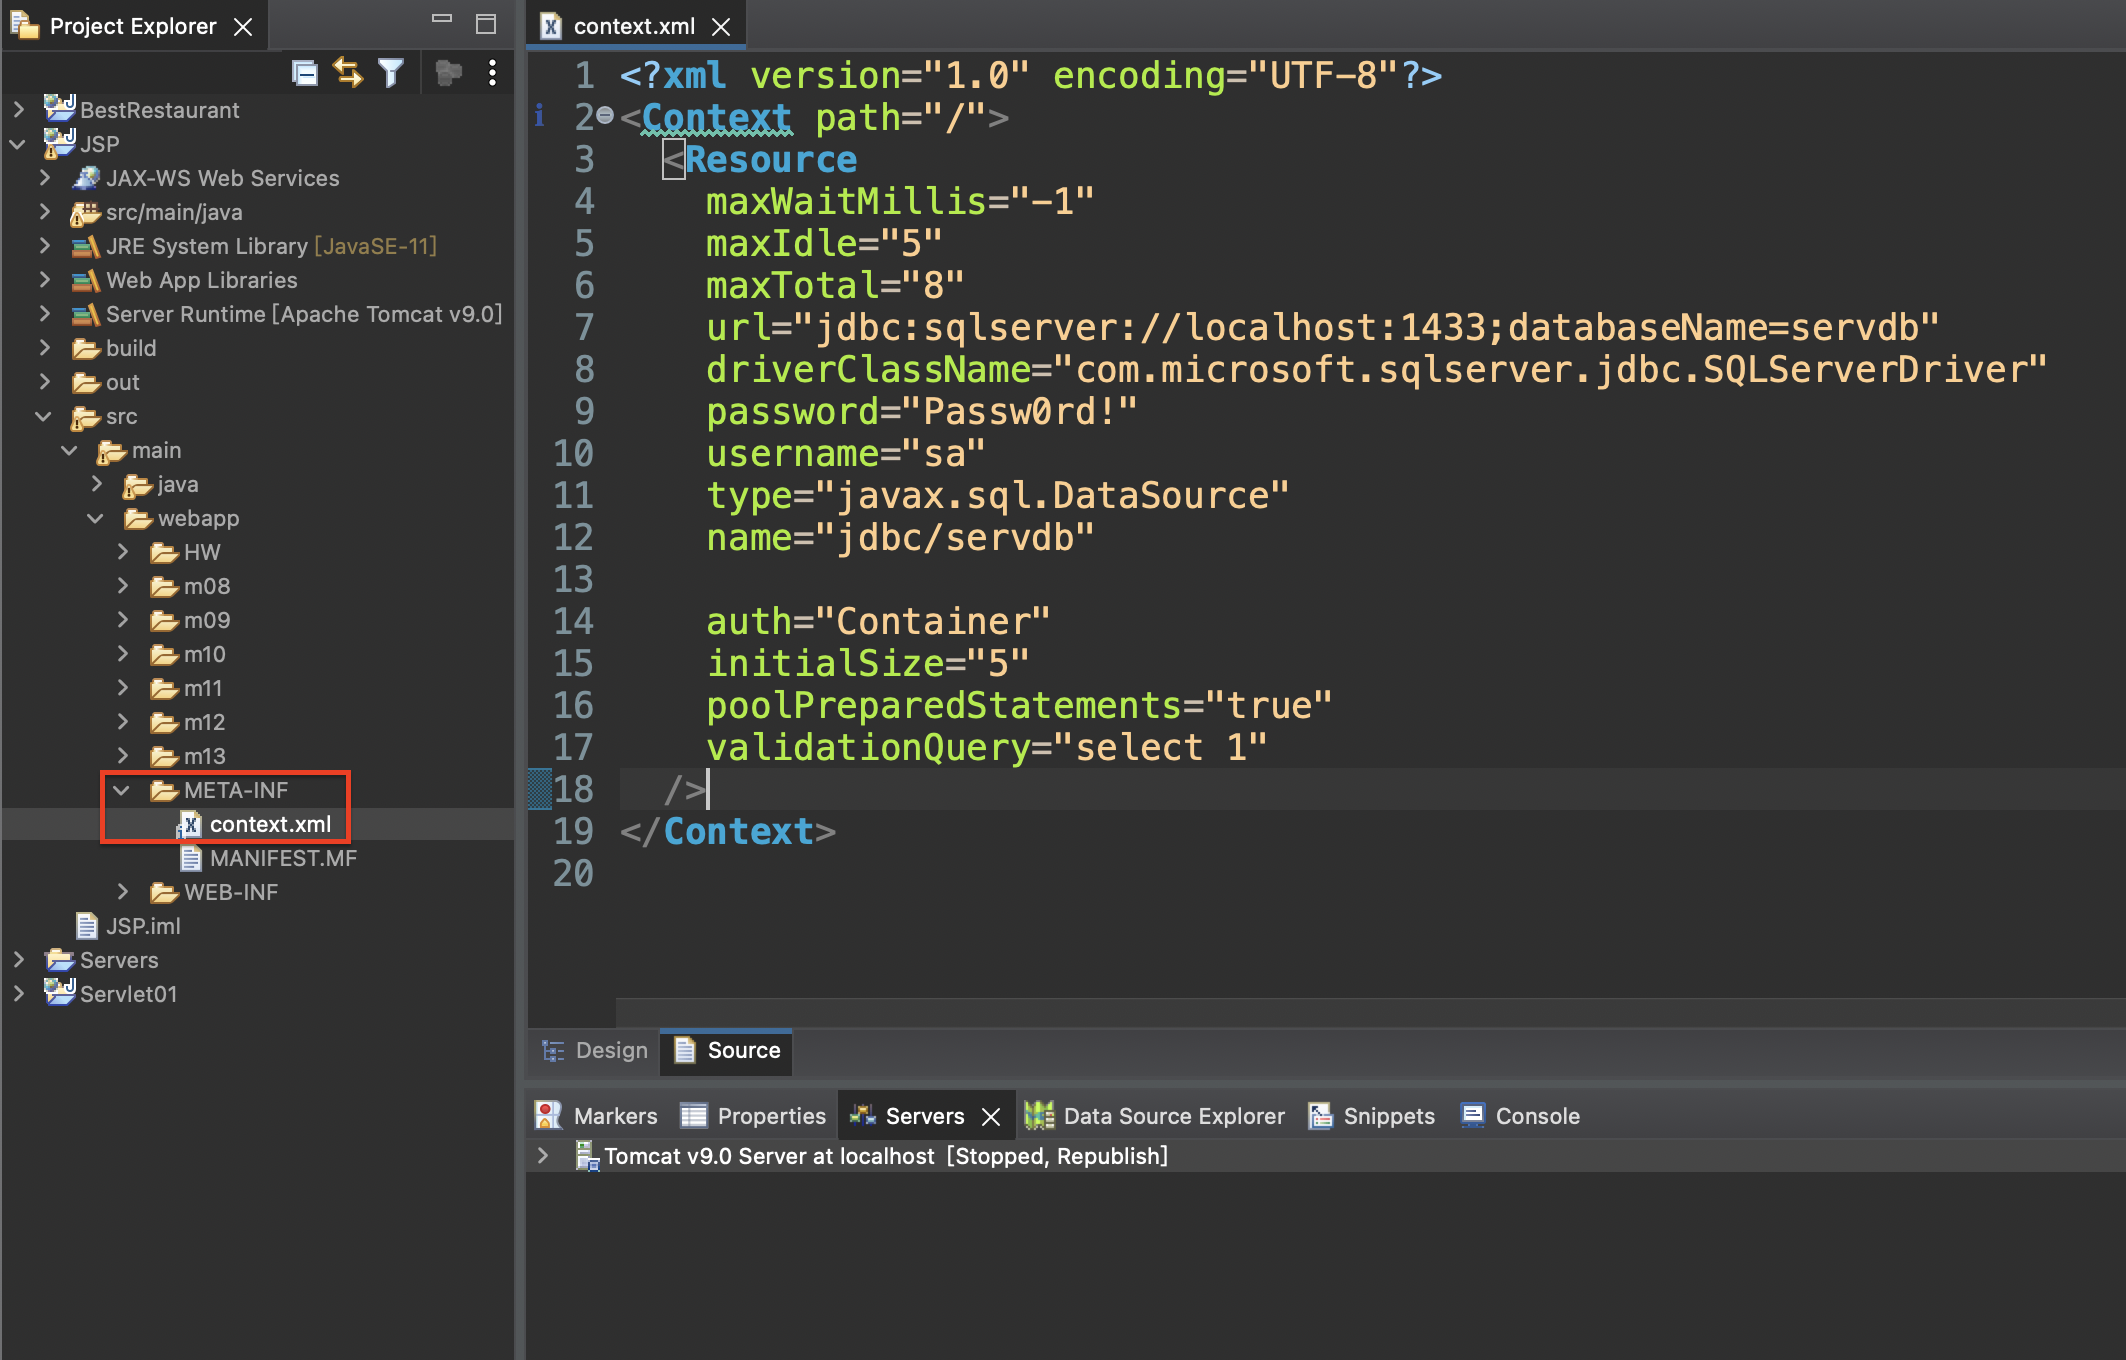 Project Explorer
BestRestaurant
JSP
JAX-WS Web Services
src/main/java
JRE System Library [JavaSE-11]
Web App Libraries
Server Runtime [Apache Tomcat v9.0]
build
out
src
main
java
webapp
HW
m08
m09
m10
m11
m12
m13
META-INF
context.xml
MANIFEST.MF
WEB-INF
JSP.iml
Servers
Servlet01
context.xml
1 <?xml version="1.0" encoding="UTF-8"?>
2 <Context path="/">
3 <Resource
4 maxWaitMillis="-1"
5 maxIdle="5"
6 maxTotal="8"
7 url="jdbc:sqlserver://localhost:1433;databaseName=servdb"
8 driverClassName="com.microsoft.sqlserver.jdbc.SQLServerDriver"
9 password="Passw0rd!"
10 username="sa"
11 type="javax.sql.DataSource"
12 name="jdbc/servdb"
13
14 auth="Container"
15 initialSize="5"
16 poolPreparedStatements="true"
17 validationQuery="select 1"
18 />
19 </Context>
20
Design Source
Markers Properties Servers Data Source Explorer Snippets Console
Tomcat v9.0 Server at localhost [Stopped, Republish]